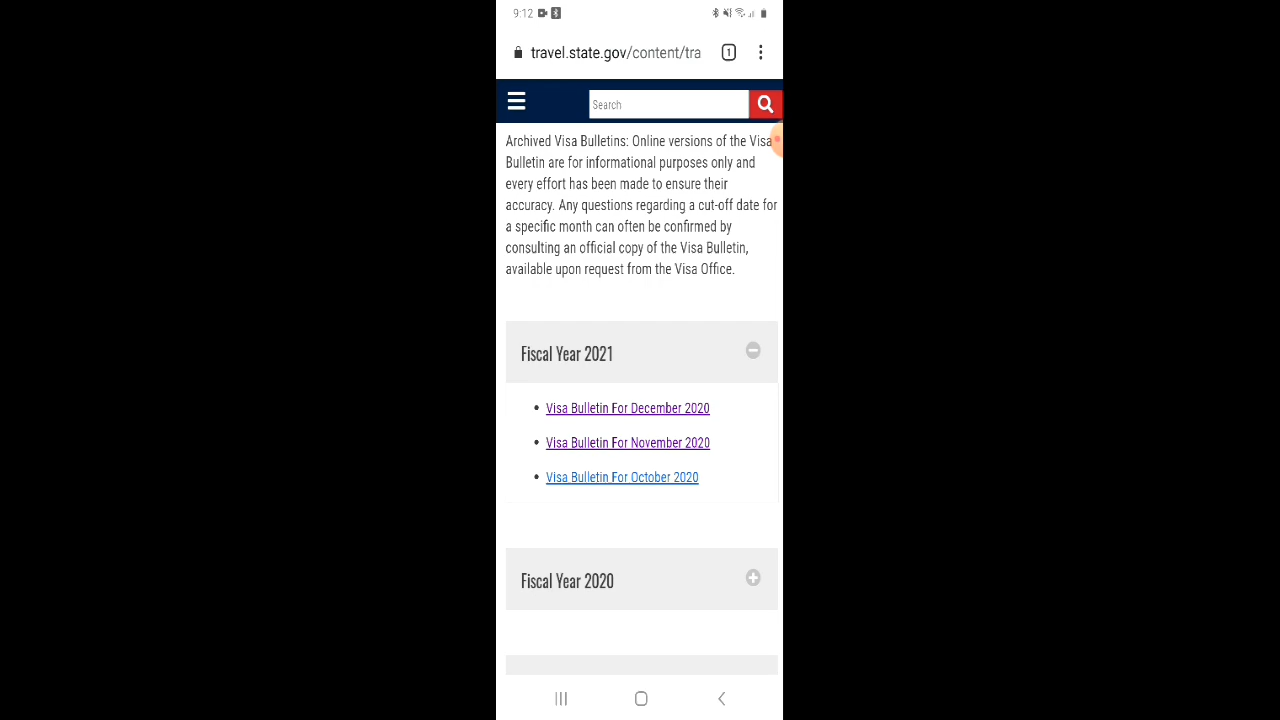 9:12
travel.state.gov/content/tra
1
Search
Archived Visa Bulletins: Online versions of the Visa
Bulletin are for informational purposes only and
every effort has been made to ensure their
accuracy. Any questions regarding a cut-off date for
a specific month can often be confirmed by
consulting an official copy of the Visa Bulletin,
available upon request from the Visa Office.
Fiscal Year 2021
• Visa Bulletin For December 2020
• Visa Bulletin For November 2020
• Visa Bulletin For October 2020
Fiscal Year 2020